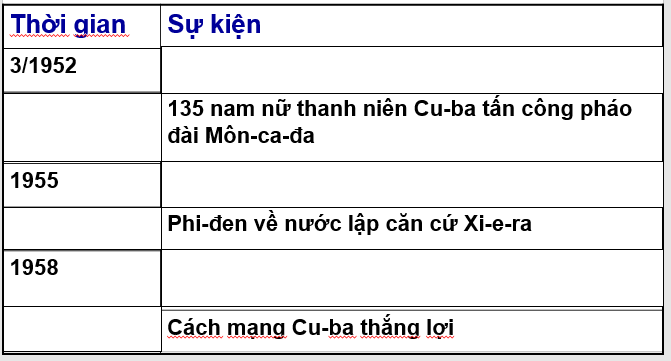 Thời gian Sự kiện
3/1952
135 nam nữ thanh niên Cu-ba tấn công pháo
đài Môn-ca-đa
1955
Phi-đen về nước lập căn cứ Xi-e-ra
1958
Cách mạng Cu-ba thắng lợi